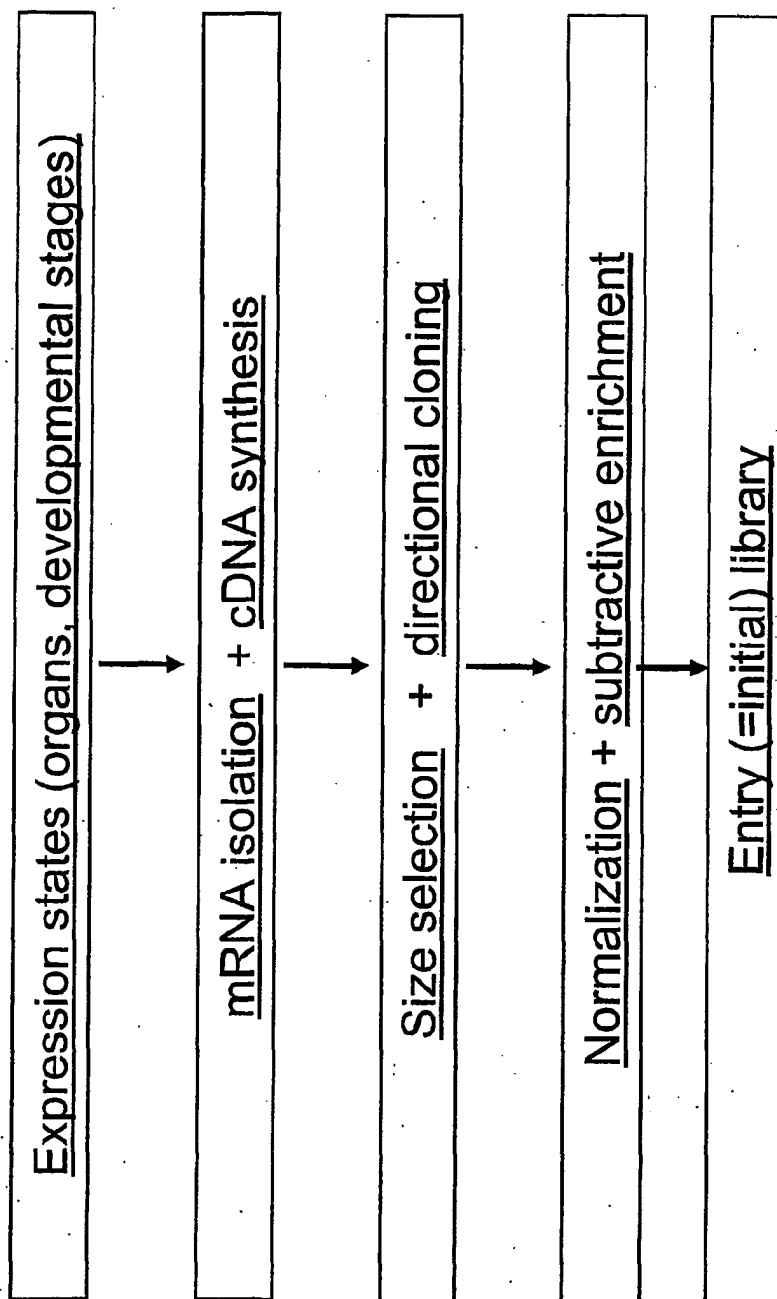 Expression states (organs, developmental stages)
mRNA isolation + cDNA synthesis
Size selection + directional cloning
Normalization + subtractive enrichment
Entry (=initial) library